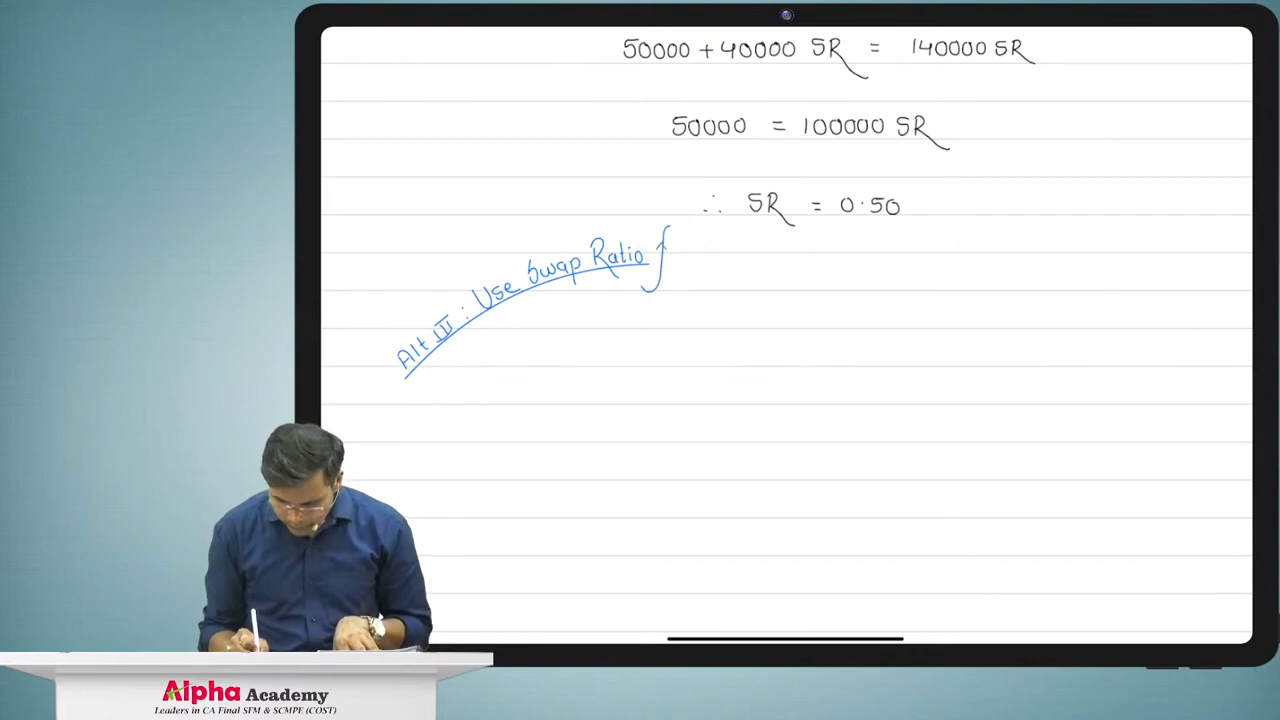 50000 + 40000 SR = 140000 SR
50000 = 100000 SR
∴ SR = 0.50
Alt III : Use Swap Ratio
Alpha Academy
Leaders in CA Final SFM & SCMPE (COST)